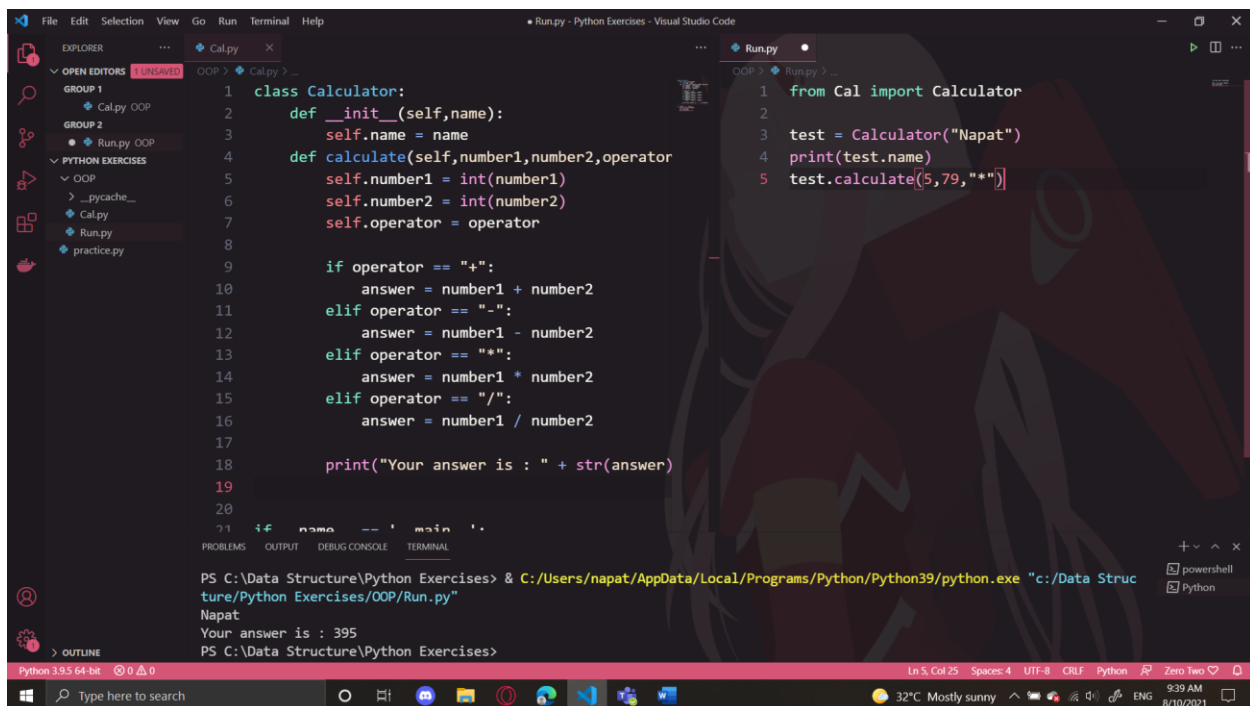 File Edit Selection View Go Run Terminal Help
● Run.py - Python Exercises - Visual Studio Code
EXPLORER
OPEN EDITORS 1 UNSAVED
GROUP 1
Cal.py OOP
GROUP 2
● Run.py OOP
PYTHON EXERCISES
OOP
__pycache__
Cal.py
Run.py
practice.py
OUTLINE
Cal.py
OOP > Cal.py > ...
1 class Calculator:
2     def __init__(self,name):
3         self.name = name
4     def calculate(self,number1,number2,operator
5         self.number1 = int(number1)
6         self.number2 = int(number2)
7         self.operator = operator
8
9         if operator == "+":
10             answer = number1 + number2
11         elif operator == "-":
12             answer = number1 - number2
13         elif operator == "*":
14             answer = number1 * number2
15         elif operator == "/":
16             answer = number1 / number2
17
18         print("Your answer is : " + str(answer)
19
20
21 if __name__ == '__main__':
Run.py
OOP > Run.py > ...
1 from Cal import Calculator
2
3 test = Calculator("Napat")
4 print(test.name)
5 test.calculate(5,79,"*")
PROBLEMS OUTPUT DEBUG CONSOLE TERMINAL
PS C:\Data Structure\Python Exercises> & C:/Users/napat/AppData/Local/Programs/Python/Python39/python.exe "c:/Data Struc
ture/Python Exercises/OOP/Run.py"
Napat
Your answer is : 395
PS C:\Data Structure\Python Exercises>
powershell
Python
Python 3.9.5 64-bit 0 0
Ln 5, Col 25 Spaces: 4 UTF-8 CRLF Python Zero Two♡
Type here to search
32°C Mostly sunny
ENG
9:39 AM
8/10/2021